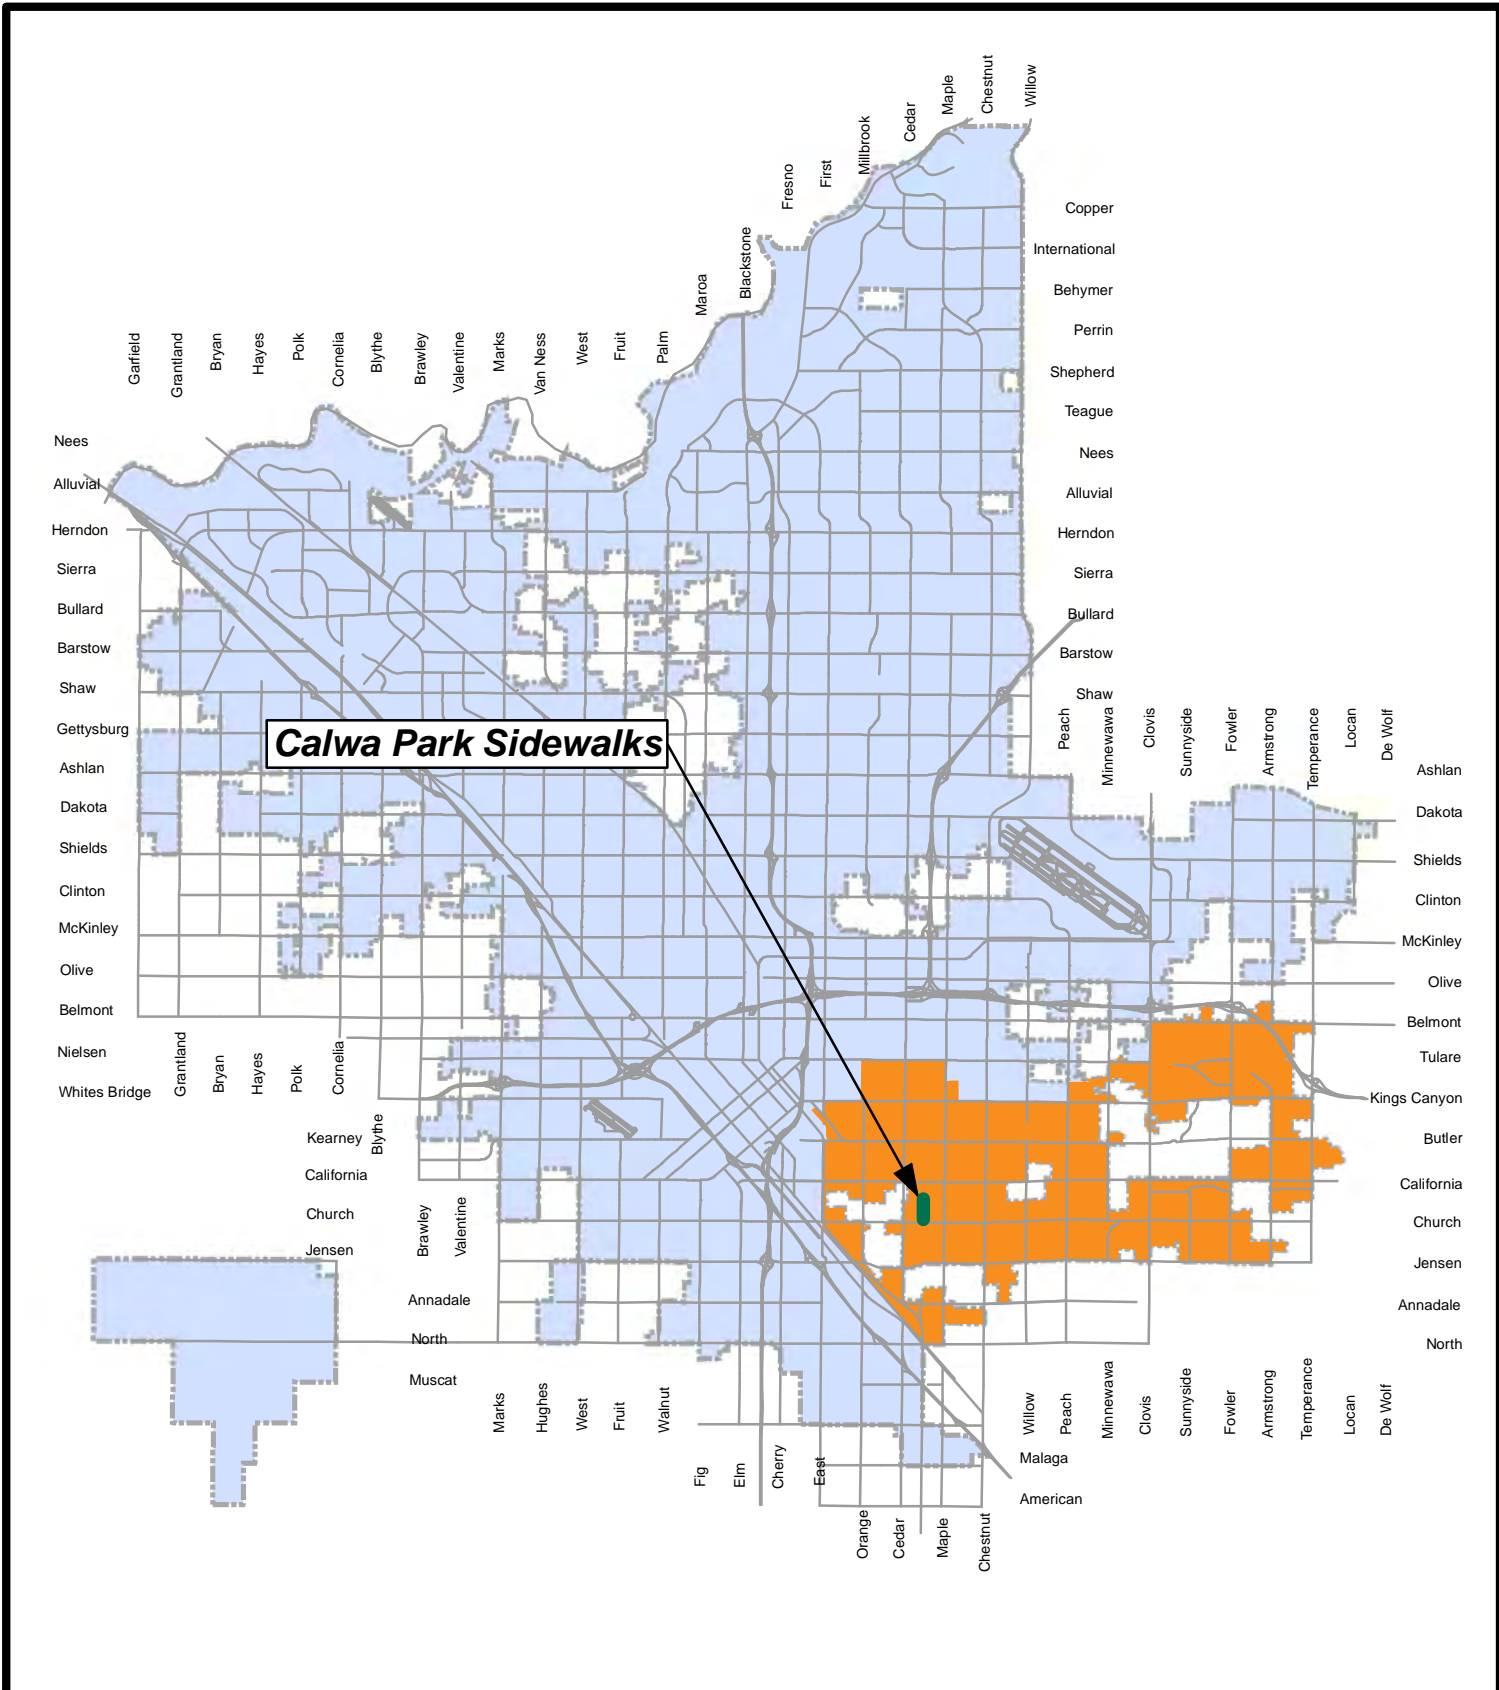 Willow
Chestnut
Maple
Cedar
Millbrook
First
Fresno
Blackstone
Maroa
Palm
Fruit
West
Van Ness
Marks
Valentine
Brawley
Blythe
Cornelia
Polk
Hayes
Bryan
Grantland
Garfield
Copper
International
Behymer
Perrin
Shepherd
Teague
Nees
Alluvial
Herndon
Sierra
Bullard
Barstow
Shaw
Nees
Alluvial
Herndon
Sierra
Bullard
Barstow
Shaw
Gettysburg
Ashlan
Dakota
Shields
Clinton
McKinley
Olive
Belmont
Nielsen
Whites Bridge
Calwa Park Sidewalks
Peach
Minnewawa
Clovis
Sunnyside
Fowler
Armstrong
Temperance
Locan
De Wolf
Ashlan
Dakota
Shields
Clinton
McKinley
Olive
Belmont
Tulare
Kings Canyon
Butler
California
Church
Jensen
Annadale
North
Grantland
Bryan
Hayes
Polk
Cornelia
Blythe
Kearney
California
Church
Jensen
Brawley
Valentine
Annadale
North
Muscat
Marks
Hughes
West
Fruit
Walnut
Fig
Elm
Cherry
East
Orange
Cedar
Maple
Chestnut
Willow
Peach
Minnewawa
Clovis
Sunnyside
Fowler
Armstrong
Temperance
Locan
De Wolf
Malaga
American